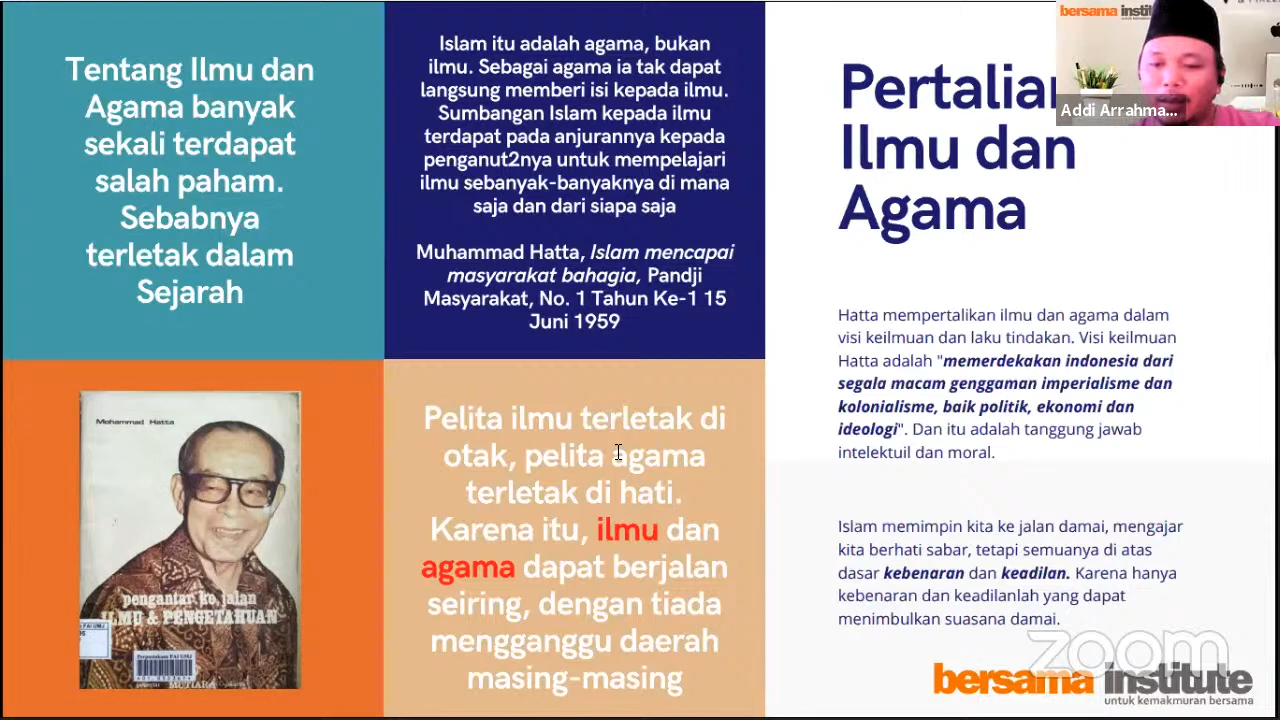 Tentang Ilmu dan
Agama banyak
sekali terdapat
salah paham.
Sebabnya
terletak dalam
Sejarah
Islam itu adalah agama, bukan
ilmu. Sebagai agama ia tak dapat
langsung memberi isi kepada ilmu.
Sumbangan Islam kepada ilmu
terdapat pada anjurannya kepada
penganut2nya untuk mempelajari
ilmu sebanyak-banyaknya di mana
saja dan dari siapa saja
Muhammad Hatta, Islam mencapai
masyarakat bahagia, Pandji
Masyarakat, No. 1 Tahun Ke-1 15
Juni 1959
Mohammad Hatta
pengantar ke jalan
ILMU & PENGETAHUAN
Perpustakaan FAI UMJ
MUTIARA
Pelita ilmu terletak di
otak, pelita agama
terletak di hati.
Karena itu, ilmu dan
agama dapat berjalan
seiring, dengan tiada
mengganggu daerah
masing-masing
Pertalian
Ilmu dan
Agama
Hatta mempertalikan ilmu dan agama dalam
visi keilmuan dan laku tindakan. Visi keilmuan
Hatta adalah "memerdekakan indonesia dari
segala macam genggaman imperialisme dan
kolonialisme, baik politik, ekonomi dan
ideologi". Dan itu adalah tanggung jawab
intelektuil dan moral.
Islam memimpin kita ke jalan damai, mengajar
kita berhati sabar, tetapi semuanya di atas
dasar kebenaran dan keadilan. Karena hanya
kebenaran dan keadilanlah yang dapat
menimbulkan suasana damai.
zoom
bersama institute
untuk kemakmuran bersama
bersama
Addi Arrahma...